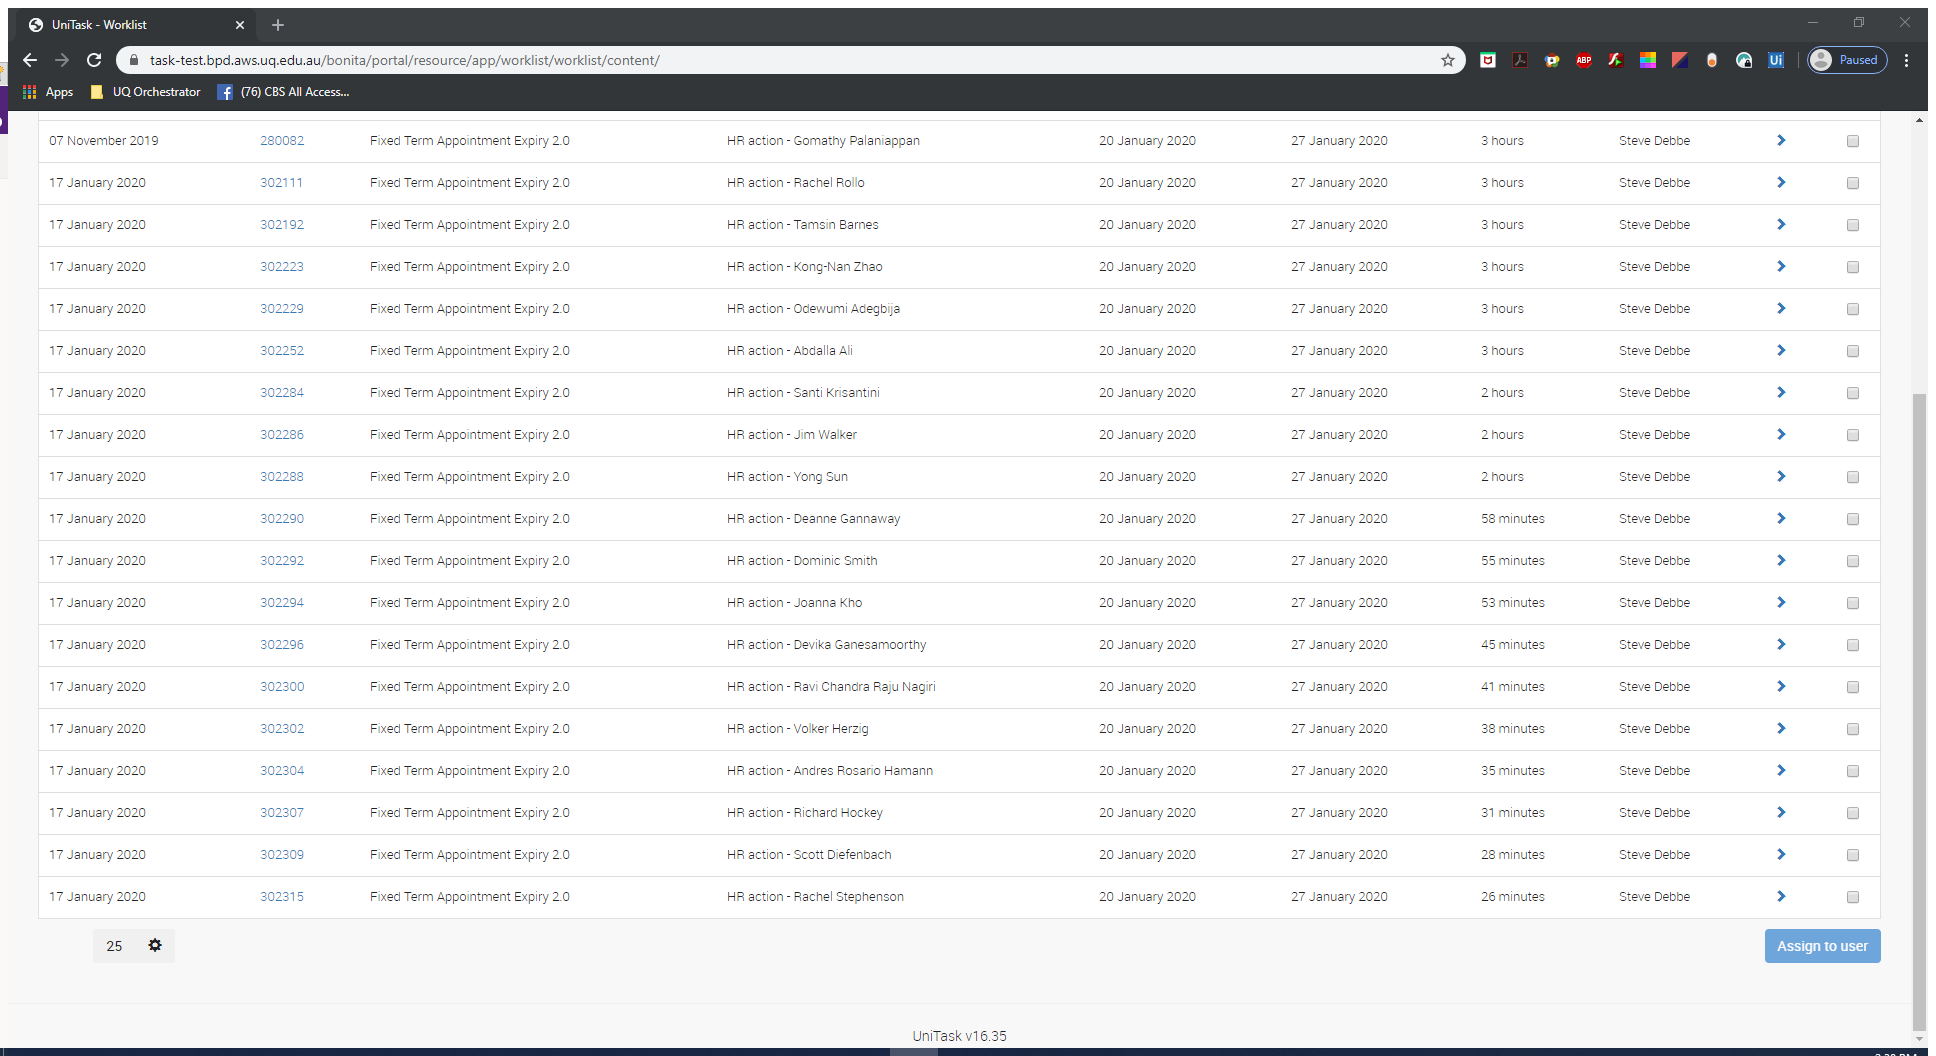 UniTask - Worklist
task-test.bpd.aws.uq.edu.au/bonita/portal/resource/app/worklist/worklist/content/
ABP
Ui
Paused
Apps UQ Orchestrator (76) CBS All Access...
07 November 2019 280082 Fixed Term Appointment Expiry 2.0 HR action - Gomathy Palaniappan 20 January 2020 27 January 2020 3 hours Steve Debbe
17 January 2020 302111 Fixed Term Appointment Expiry 2.0 HR action - Rachel Rollo 20 January 2020 27 January 2020 3 hours Steve Debbe
17 January 2020 302192 Fixed Term Appointment Expiry 2.0 HR action - Tamsin Barnes 20 January 2020 27 January 2020 3 hours Steve Debbe
17 January 2020 302223 Fixed Term Appointment Expiry 2.0 HR action - Kong-Nan Zhao 20 January 2020 27 January 2020 3 hours Steve Debbe
17 January 2020 302229 Fixed Term Appointment Expiry 2.0 HR action - Odewumi Adegbija 20 January 2020 27 January 2020 3 hours Steve Debbe
17 January 2020 302252 Fixed Term Appointment Expiry 2.0 HR action - Abdalla Ali 20 January 2020 27 January 2020 3 hours Steve Debbe
17 January 2020 302284 Fixed Term Appointment Expiry 2.0 HR action - Santi Krisantini 20 January 2020 27 January 2020 2 hours Steve Debbe
17 January 2020 302286 Fixed Term Appointment Expiry 2.0 HR action - Jim Walker 20 January 2020 27 January 2020 2 hours Steve Debbe
17 January 2020 302288 Fixed Term Appointment Expiry 2.0 HR action - Yong Sun 20 January 2020 27 January 2020 2 hours Steve Debbe
17 January 2020 302290 Fixed Term Appointment Expiry 2.0 HR action - Deanne Gannaway 20 January 2020 27 January 2020 58 minutes Steve Debbe
17 January 2020 302292 Fixed Term Appointment Expiry 2.0 HR action - Dominic Smith 20 January 2020 27 January 2020 55 minutes Steve Debbe
17 January 2020 302294 Fixed Term Appointment Expiry 2.0 HR action - Joanna Kho 20 January 2020 27 January 2020 53 minutes Steve Debbe
17 January 2020 302296 Fixed Term Appointment Expiry 2.0 HR action - Devika Ganesamoorthy 20 January 2020 27 January 2020 45 minutes Steve Debbe
17 January 2020 302300 Fixed Term Appointment Expiry 2.0 HR action - Ravi Chandra Raju Nagiri 20 January 2020 27 January 2020 41 minutes Steve Debbe
17 January 2020 302302 Fixed Term Appointment Expiry 2.0 HR action - Volker Herzig 20 January 2020 27 January 2020 38 minutes Steve Debbe
17 January 2020 302304 Fixed Term Appointment Expiry 2.0 HR action - Andres Rosario Hamann 20 January 2020 27 January 2020 35 minutes Steve Debbe
17 January 2020 302307 Fixed Term Appointment Expiry 2.0 HR action - Richard Hockey 20 January 2020 27 January 2020 31 minutes Steve Debbe
17 January 2020 302309 Fixed Term Appointment Expiry 2.0 HR action - Scott Diefenbach 20 January 2020 27 January 2020 28 minutes Steve Debbe
17 January 2020 302315 Fixed Term Appointment Expiry 2.0 HR action - Rachel Stephenson 20 January 2020 27 January 2020 26 minutes Steve Debbe
25 Assign to user
UniTask v16.35